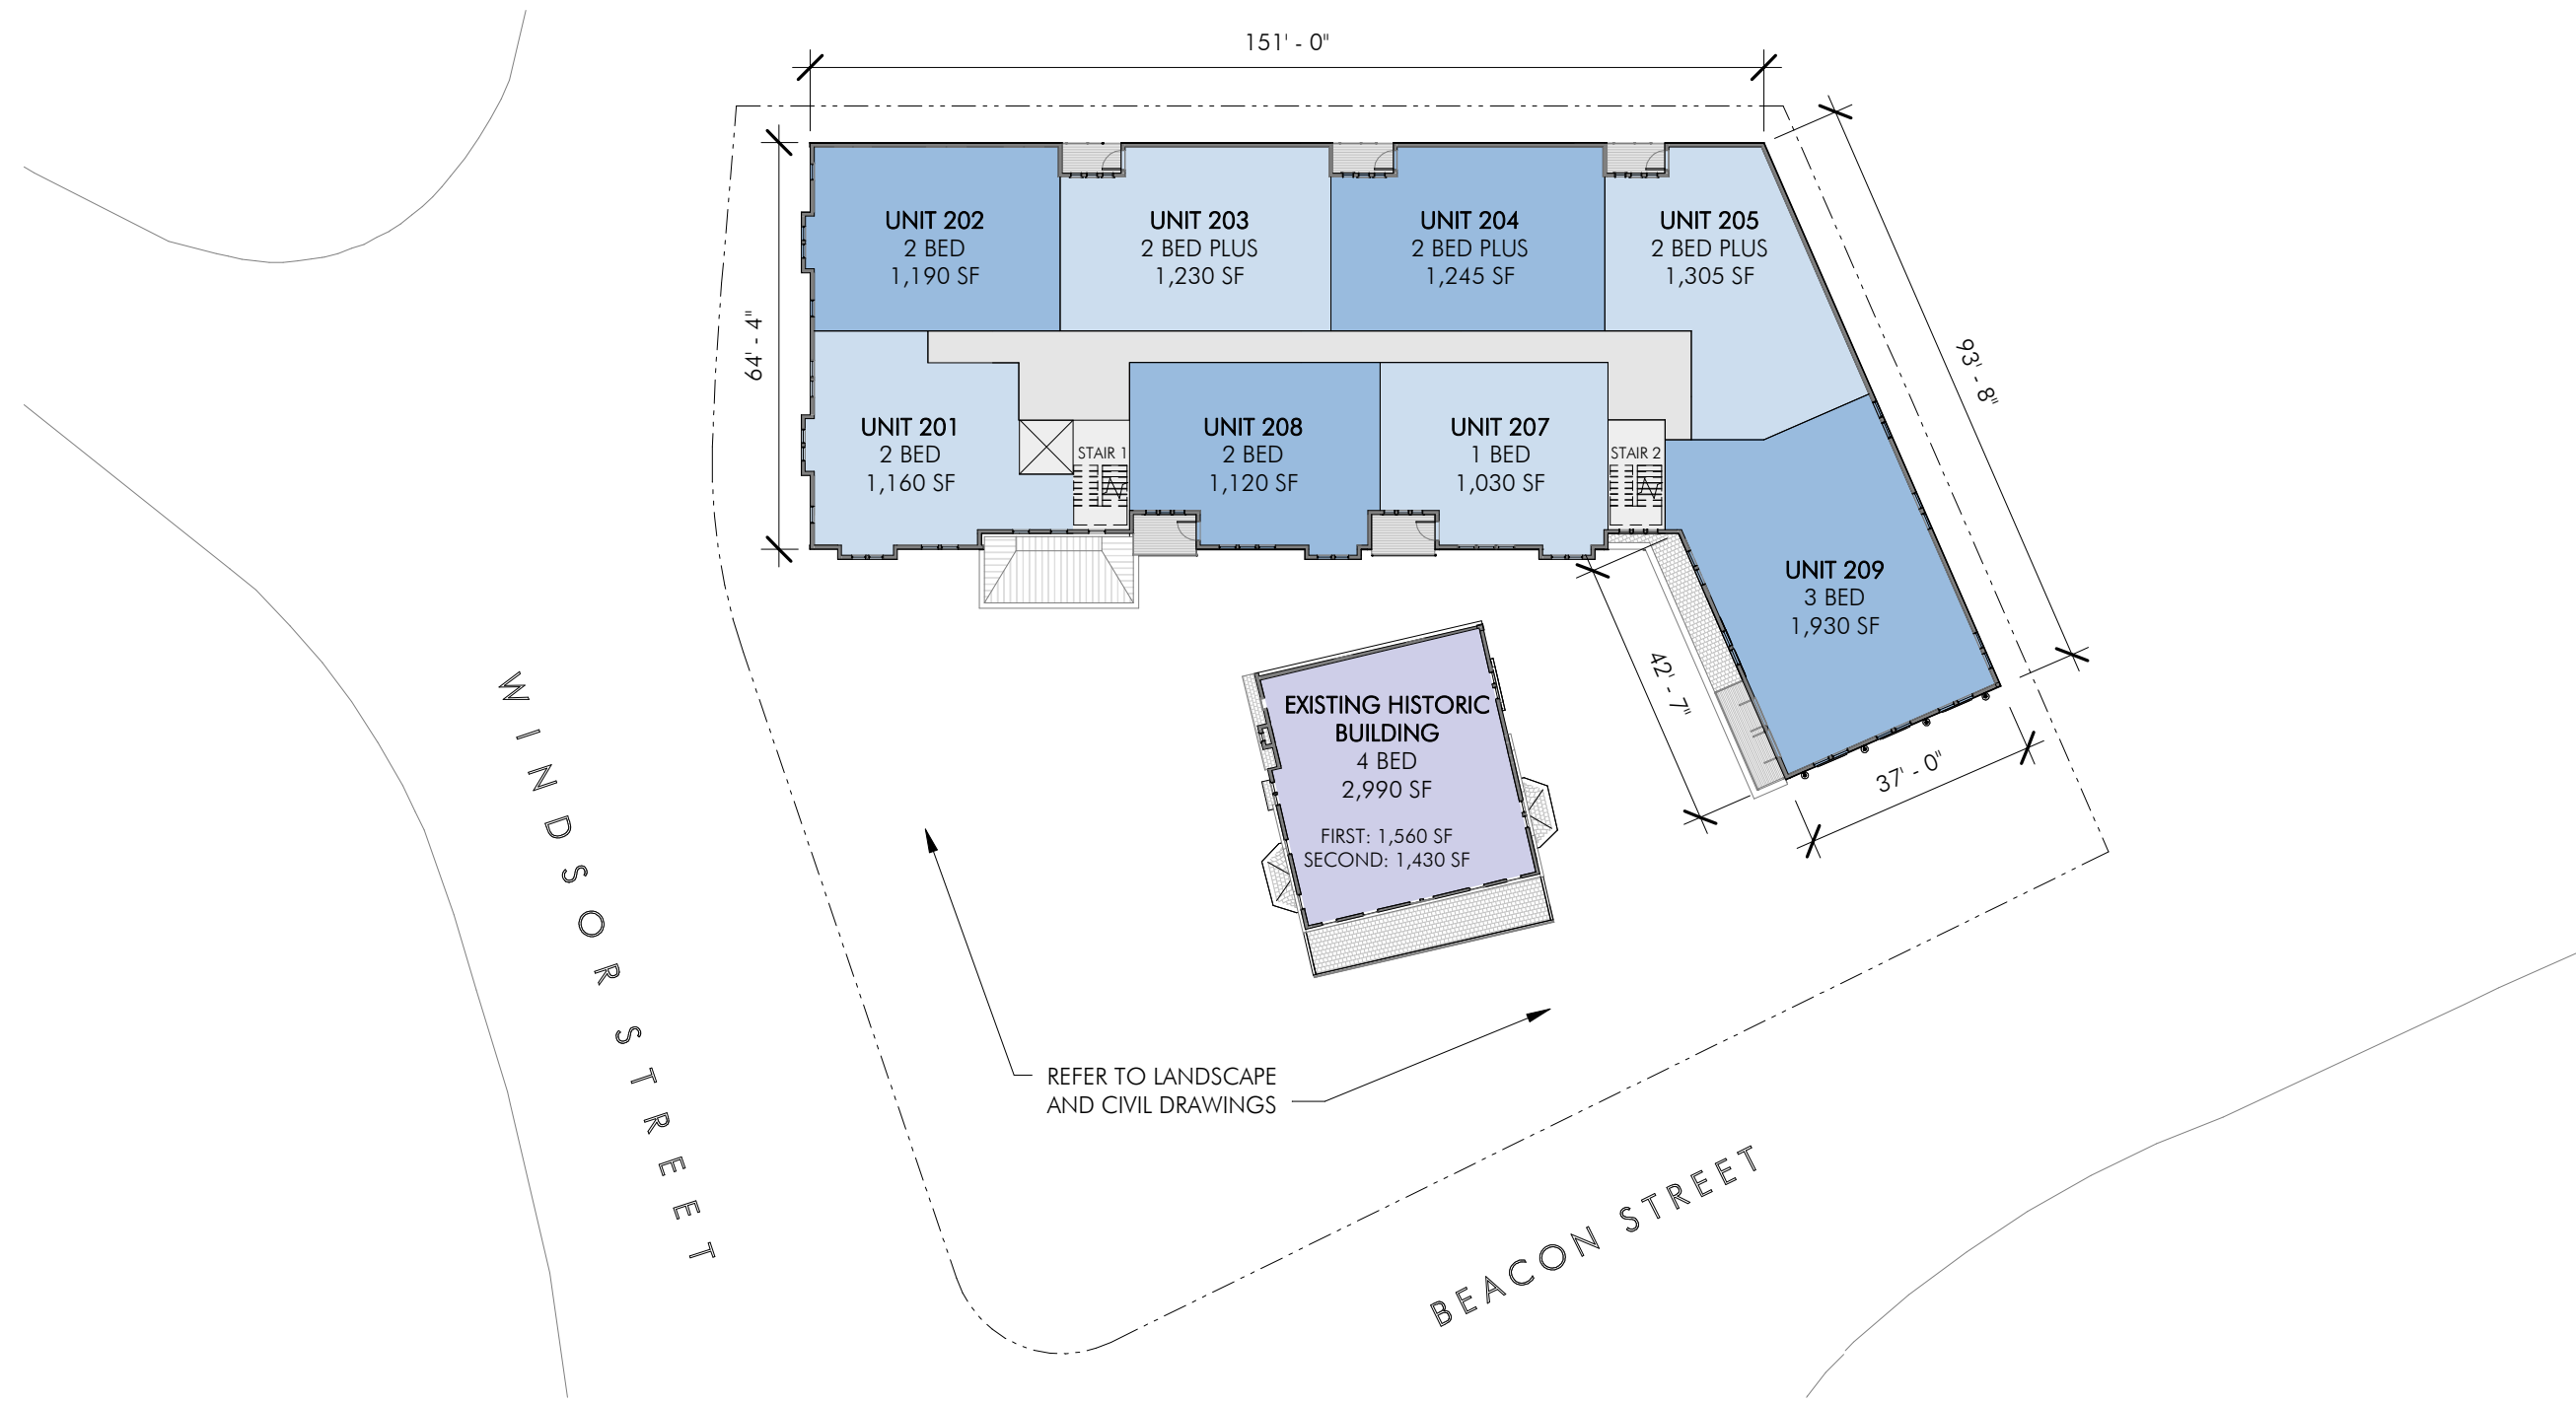 151' - 0"
64' - 4"
93' - 8"
UNIT 202
2 BED
1,190 SF
UNIT 203
2 BED PLUS
1,230 SF
UNIT 204
2 BED PLUS
1,245 SF
UNIT 205
2 BED PLUS
1,305 SF
UNIT 201
2 BED
1,160 SF
STAIR 1
UNIT 208
2 BED
1,120 SF
UNIT 207
1 BED
1,030 SF
STAIR 2
UNIT 209
3 BED
1,930 SF
42' - 7"
37' - 0"
EXISTING HISTORIC
BUILDING
4 BED
2,990 SF
FIRST: 1,560 SF
SECOND: 1,430 SF
WINDSOR STREET
REFER TO LANDSCAPE
AND CIVIL DRAWINGS
BEACON STREET